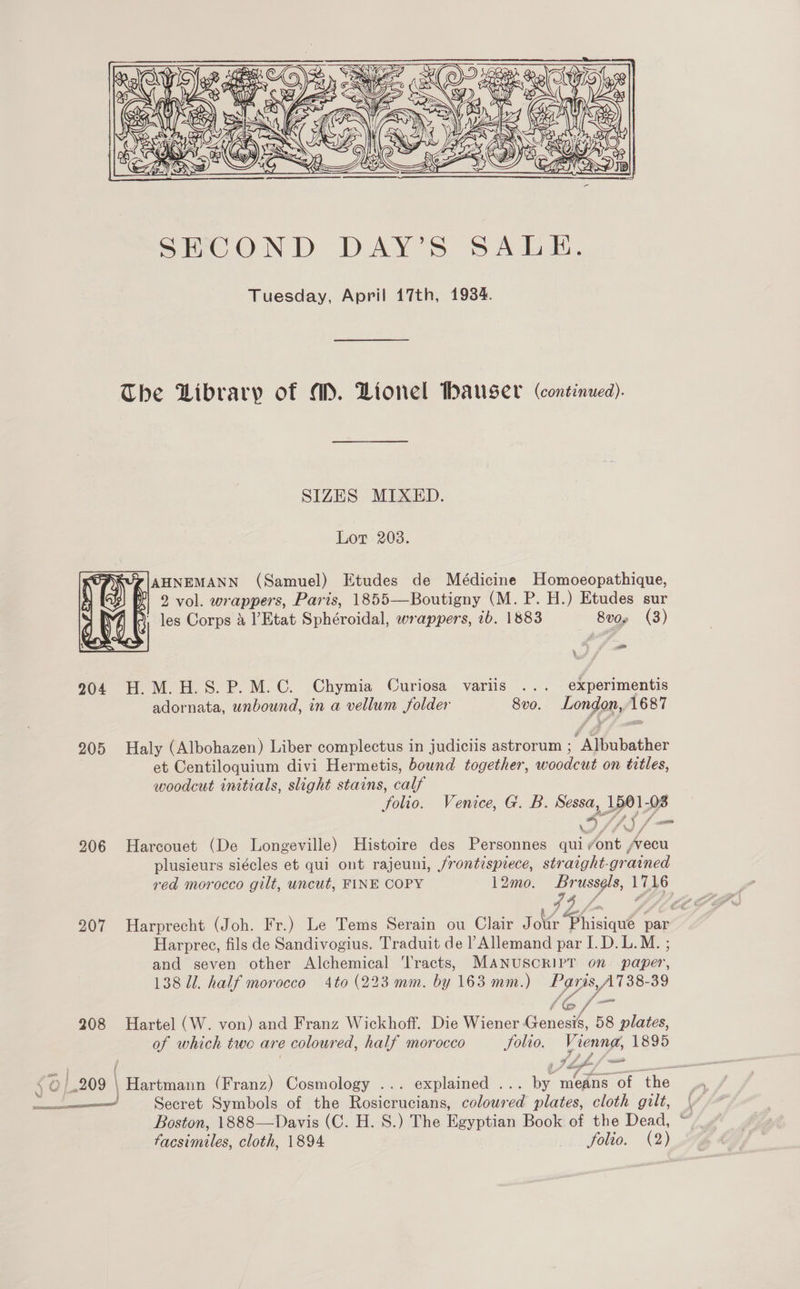 SECOND DAY'S SALE.
Tuesday, April 17th, 1934.
The Library of M. Lionel Hauser (continued).
SIZES MIXED.
Lot 203.
HAHNEMANN (Samuel) Etudes de Médicine Homoeopathique,
2 vol. wrappers, Paris, 1855—Boutigny (M. P. H.) Etudes sur
les Corps à l'Etat Sphéroidal, wrappers, ib. 1883 8vo, (3)
204 H. M. H. S. P. M. C. Chymia Curiosa variis ... experimentis
adornata, unbound, in a vellum folder 8vo. London, 1687
205 Haly (Albohazen) Liber complectus in judiciis astrorum ; Albubather
et Centiloquium divi Hermetis, bound together, woodcut on titles,
woodcut initials, slight stains, calf
folio. Venice, G. B. Sessa, 1501-03
206 Harcouet (De Longeville) Histoire des Personnes qui ont vecu
plusieurs siécles et qui ont rajeuni, frontispiece, straight-grained
red morocco gilt, uncut, FINE COPY 12mo. Brussels, 1716
207 Harprecht (Joh. Fr.) Le Tems Serain ou Clair Jour Phisiqué par
Harprec, fils de Sandivogius. Traduit de l'Allemand par I.D.L.M. ;
and seven other Alchemical Tracts, MANUSCRIPT on paper,
138 ll. half morocco 4to (223 mm. by 163 mm.) Paris, 1738-39
208 Hartel (W. von) and Franz Wickhoff. Die Wiener Genesis, 58 plates,
of which two are coloured, half morocco folio. Vienna, 1895
209 Hartmann (Franz) Cosmology ... explained ... by means of the
Secret Symbols of the Rosicrucians, coloured plates, cloth gilt,
Boston, 1888—Davis (C. H. S.) The Egyptian Book of the Dead,
facsimiles, cloth, 1894 folio. (2)